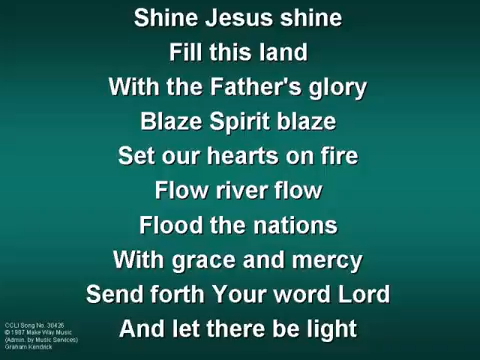 Shine Jesus shine
Fill this land
With the Father's glory
Blaze Spirit blaze
Set our hearts on fire
Flow river flow
Flood the nations
With grace and mercy
Send forth Your word Lord
And let there be light
CCLI Song No. 30426
© 1987 Make Way Music
(Admin. by Music Services)
Graham Kendrick